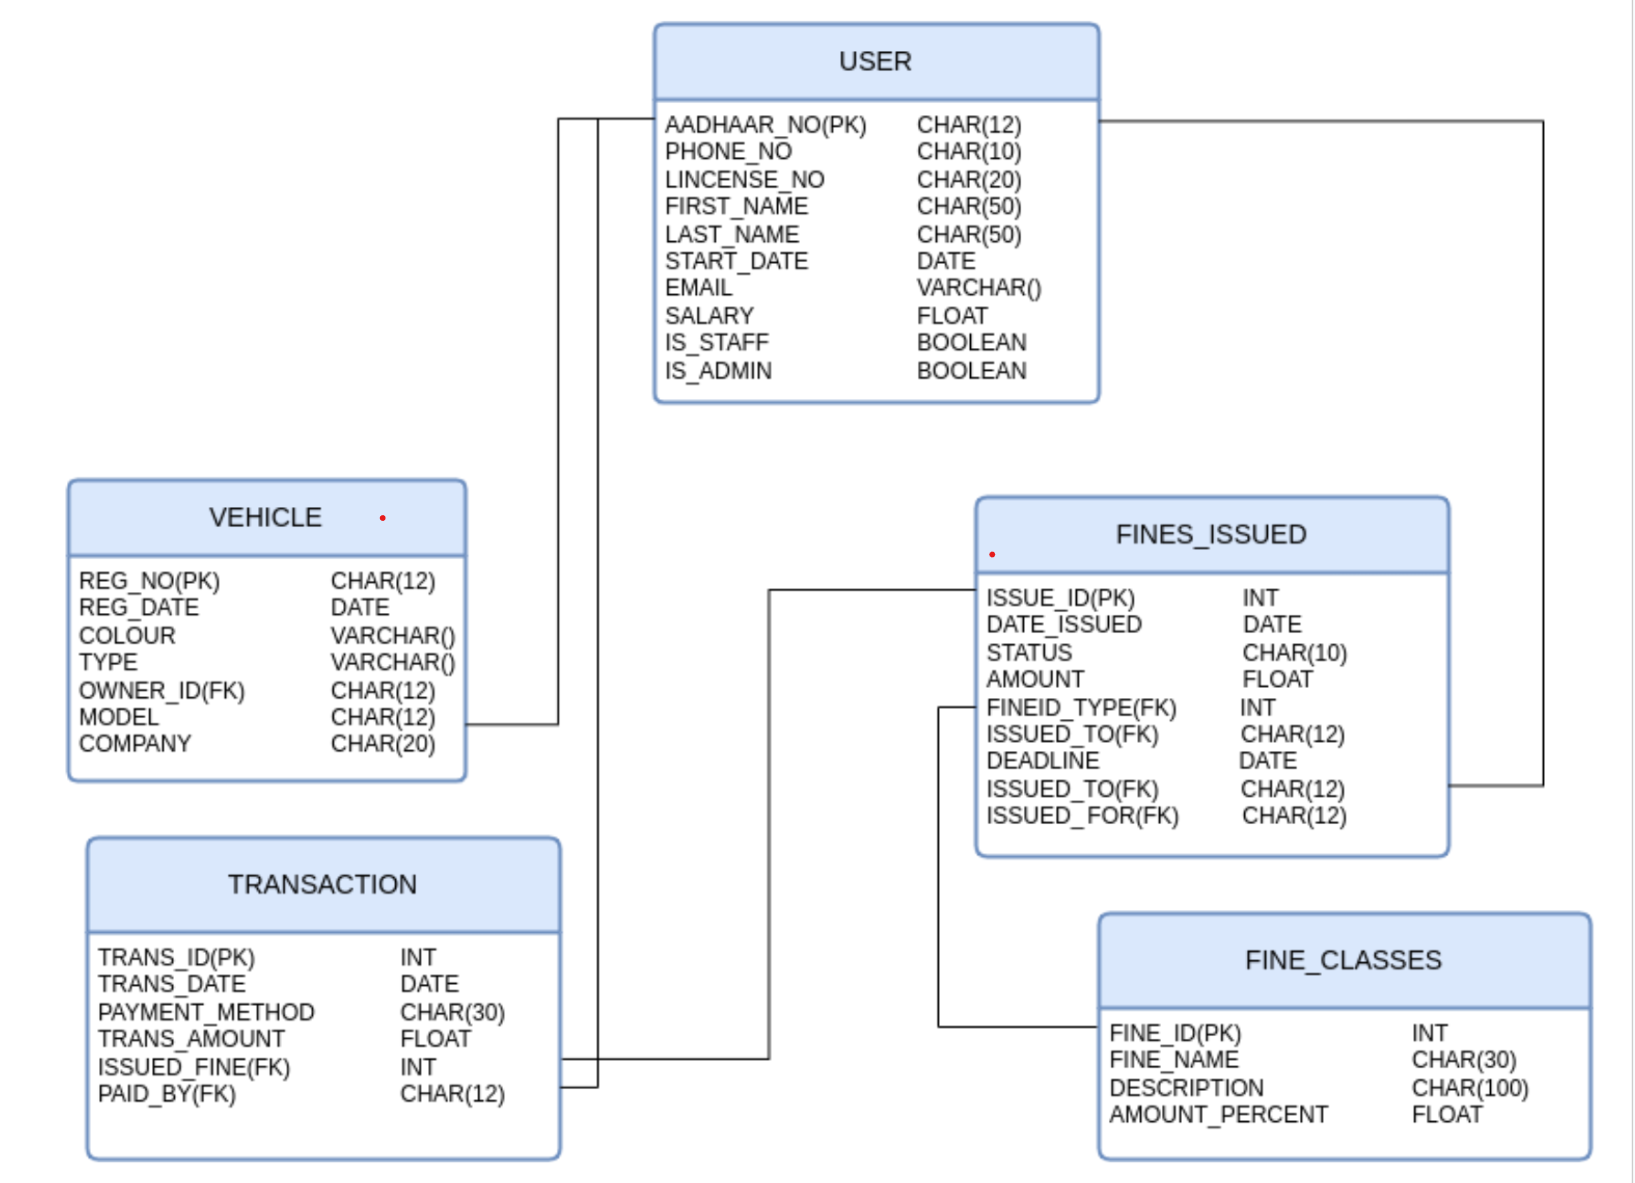 USER
AADHAAR_NO(PK) CHAR(12)
PHONE_NO CHAR(10)
LINCENSE_NO CHAR(20)
FIRST_NAME CHAR(50)
LAST_NAME CHAR(50)
START_DATE DATE
EMAIL VARCHAR()
SALARY FLOAT
IS_STAFF BOOLEAN
IS_ADMIN BOOLEAN
VEHICLE
REG_NO(PK) CHAR(12)
REG_DATE DATE
COLOUR VARCHAR()
TYPE VARCHAR()
OWNER_ID(FK) CHAR(12)
MODEL CHAR(12)
COMPANY CHAR(20)
FINES_ISSUED
ISSUE_ID(PK) INT
DATE_ISSUED DATE
STATUS CHAR(10)
AMOUNT FLOAT
FINEID_TYPE(FK) INT
ISSUED_TO(FK) CHAR(12)
DEADLINE DATE
ISSUED_TO(FK) CHAR(12)
ISSUED_FOR(FK) CHAR(12)
TRANSACTION
TRANS_ID(PK) INT
TRANS_DATE DATE
PAYMENT_METHOD CHAR(30)
TRANS_AMOUNT FLOAT
ISSUED_FINE(FK) INT
PAID_BY(FK) CHAR(12)
FINE_CLASSES
FINE_ID(PK) INT
FINE_NAME CHAR(30)
DESCRIPTION CHAR(100)
AMOUNT_PERCENT FLOAT